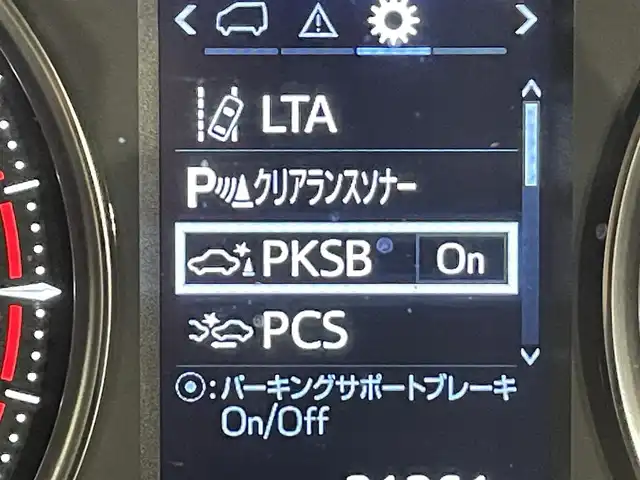 LTA
P クリアランスソナー
PKSB On
PCS
:パーキングサポートブレーキ
On/Off